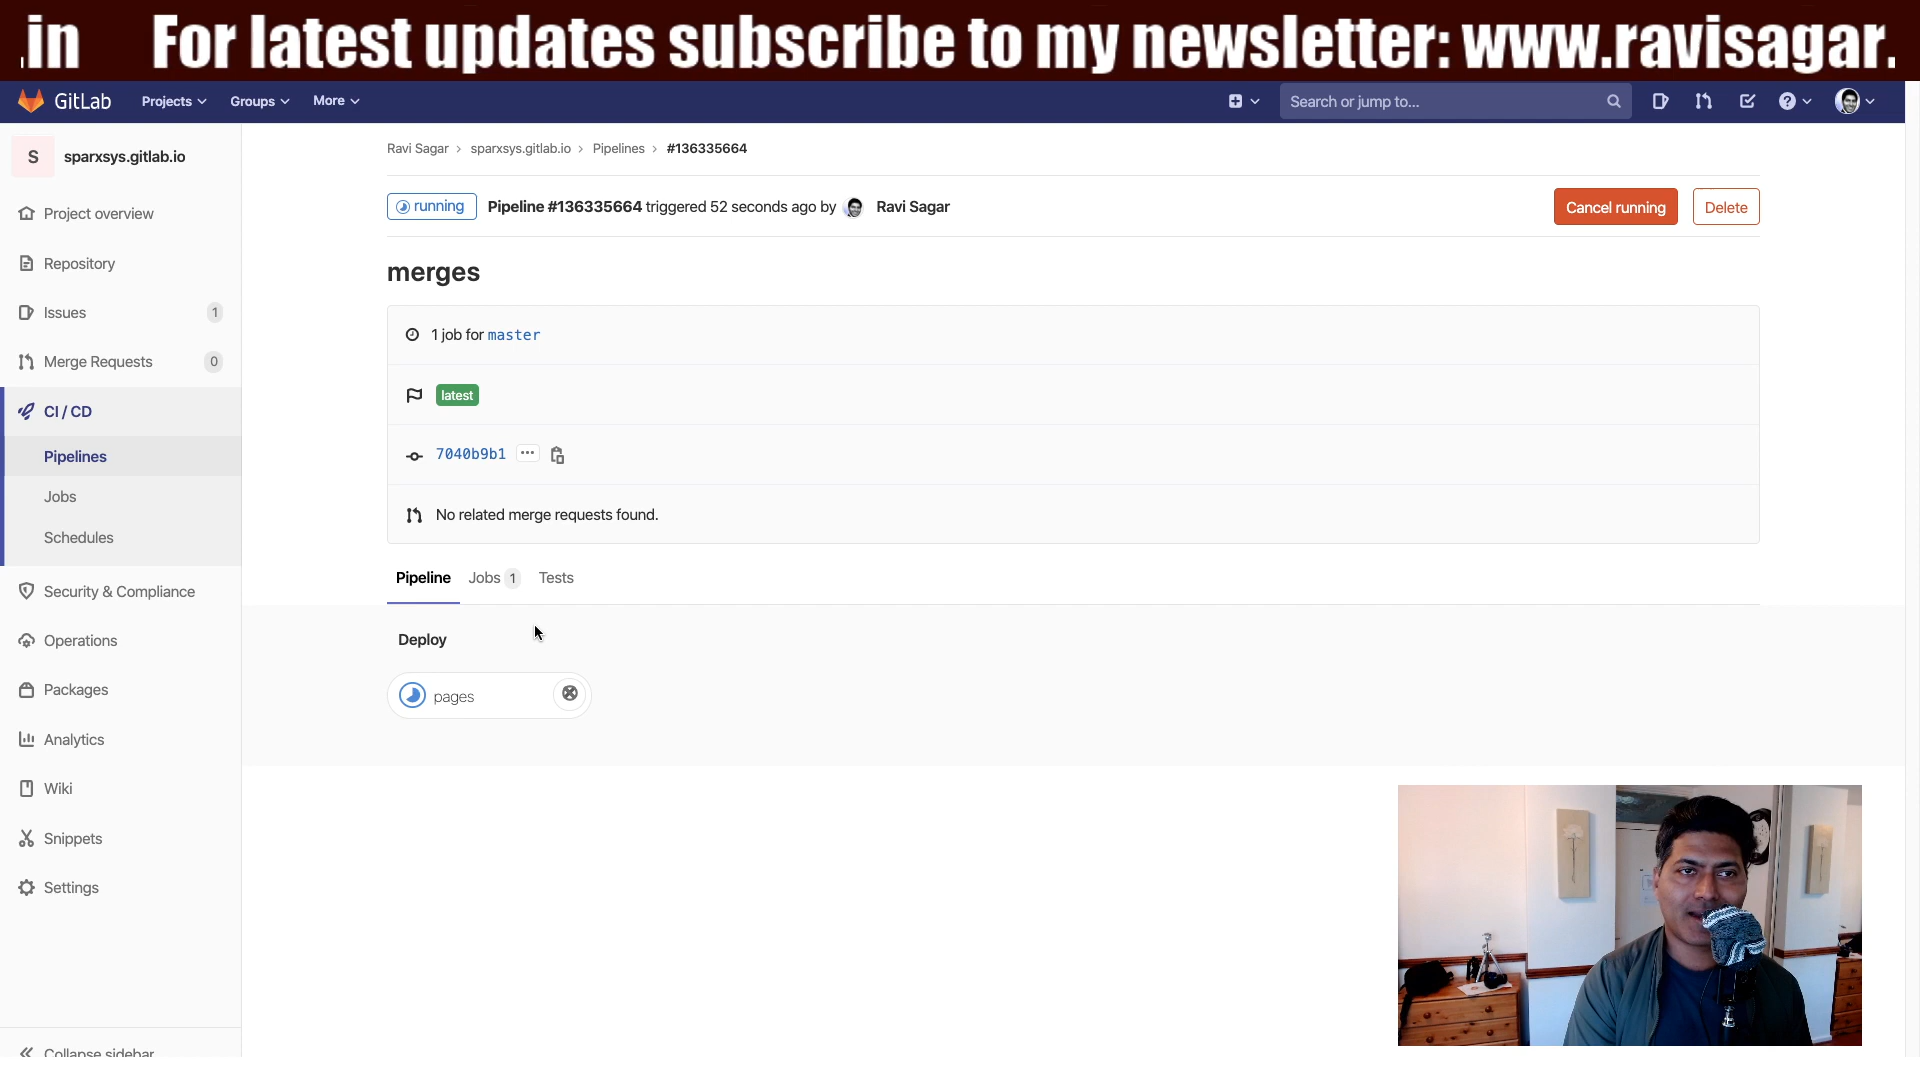 .in For latest updates subscribe to my newsletter: www.ravisagar.
GitLab Projects Groups More Search or jump to...
S sparxsys.gitlab.io
Project overview
Repository
Issues 1
Merge Requests 0
CI / CD
Pipelines
Jobs
Schedules
Security & Compliance
Operations
Packages
Analytics
Wiki
Snippets
Settings
Collapse sidebar
Ravi Sagar > sparxsys.gitlab.io > Pipelines > #136335664
running Pipeline #136335664 triggered 52 seconds ago by Ravi Sagar Cancel running Delete
merges
1 job for master
latest
7040b9b1 ...
No related merge requests found.
Pipeline Jobs 1 Tests
Deploy
pages